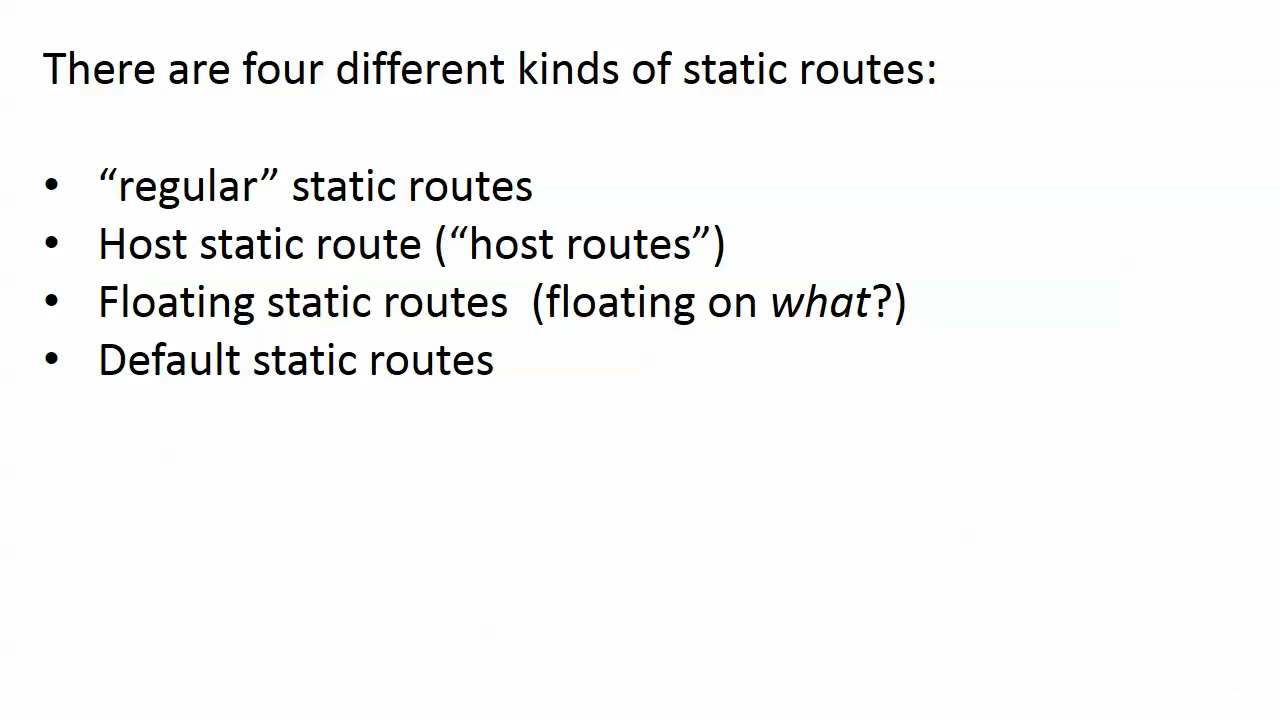 There are four different kinds of static routes:
• “regular” static routes
• Host static route (“host routes”)
• Floating static routes  (floating on what?)
• Default static routes